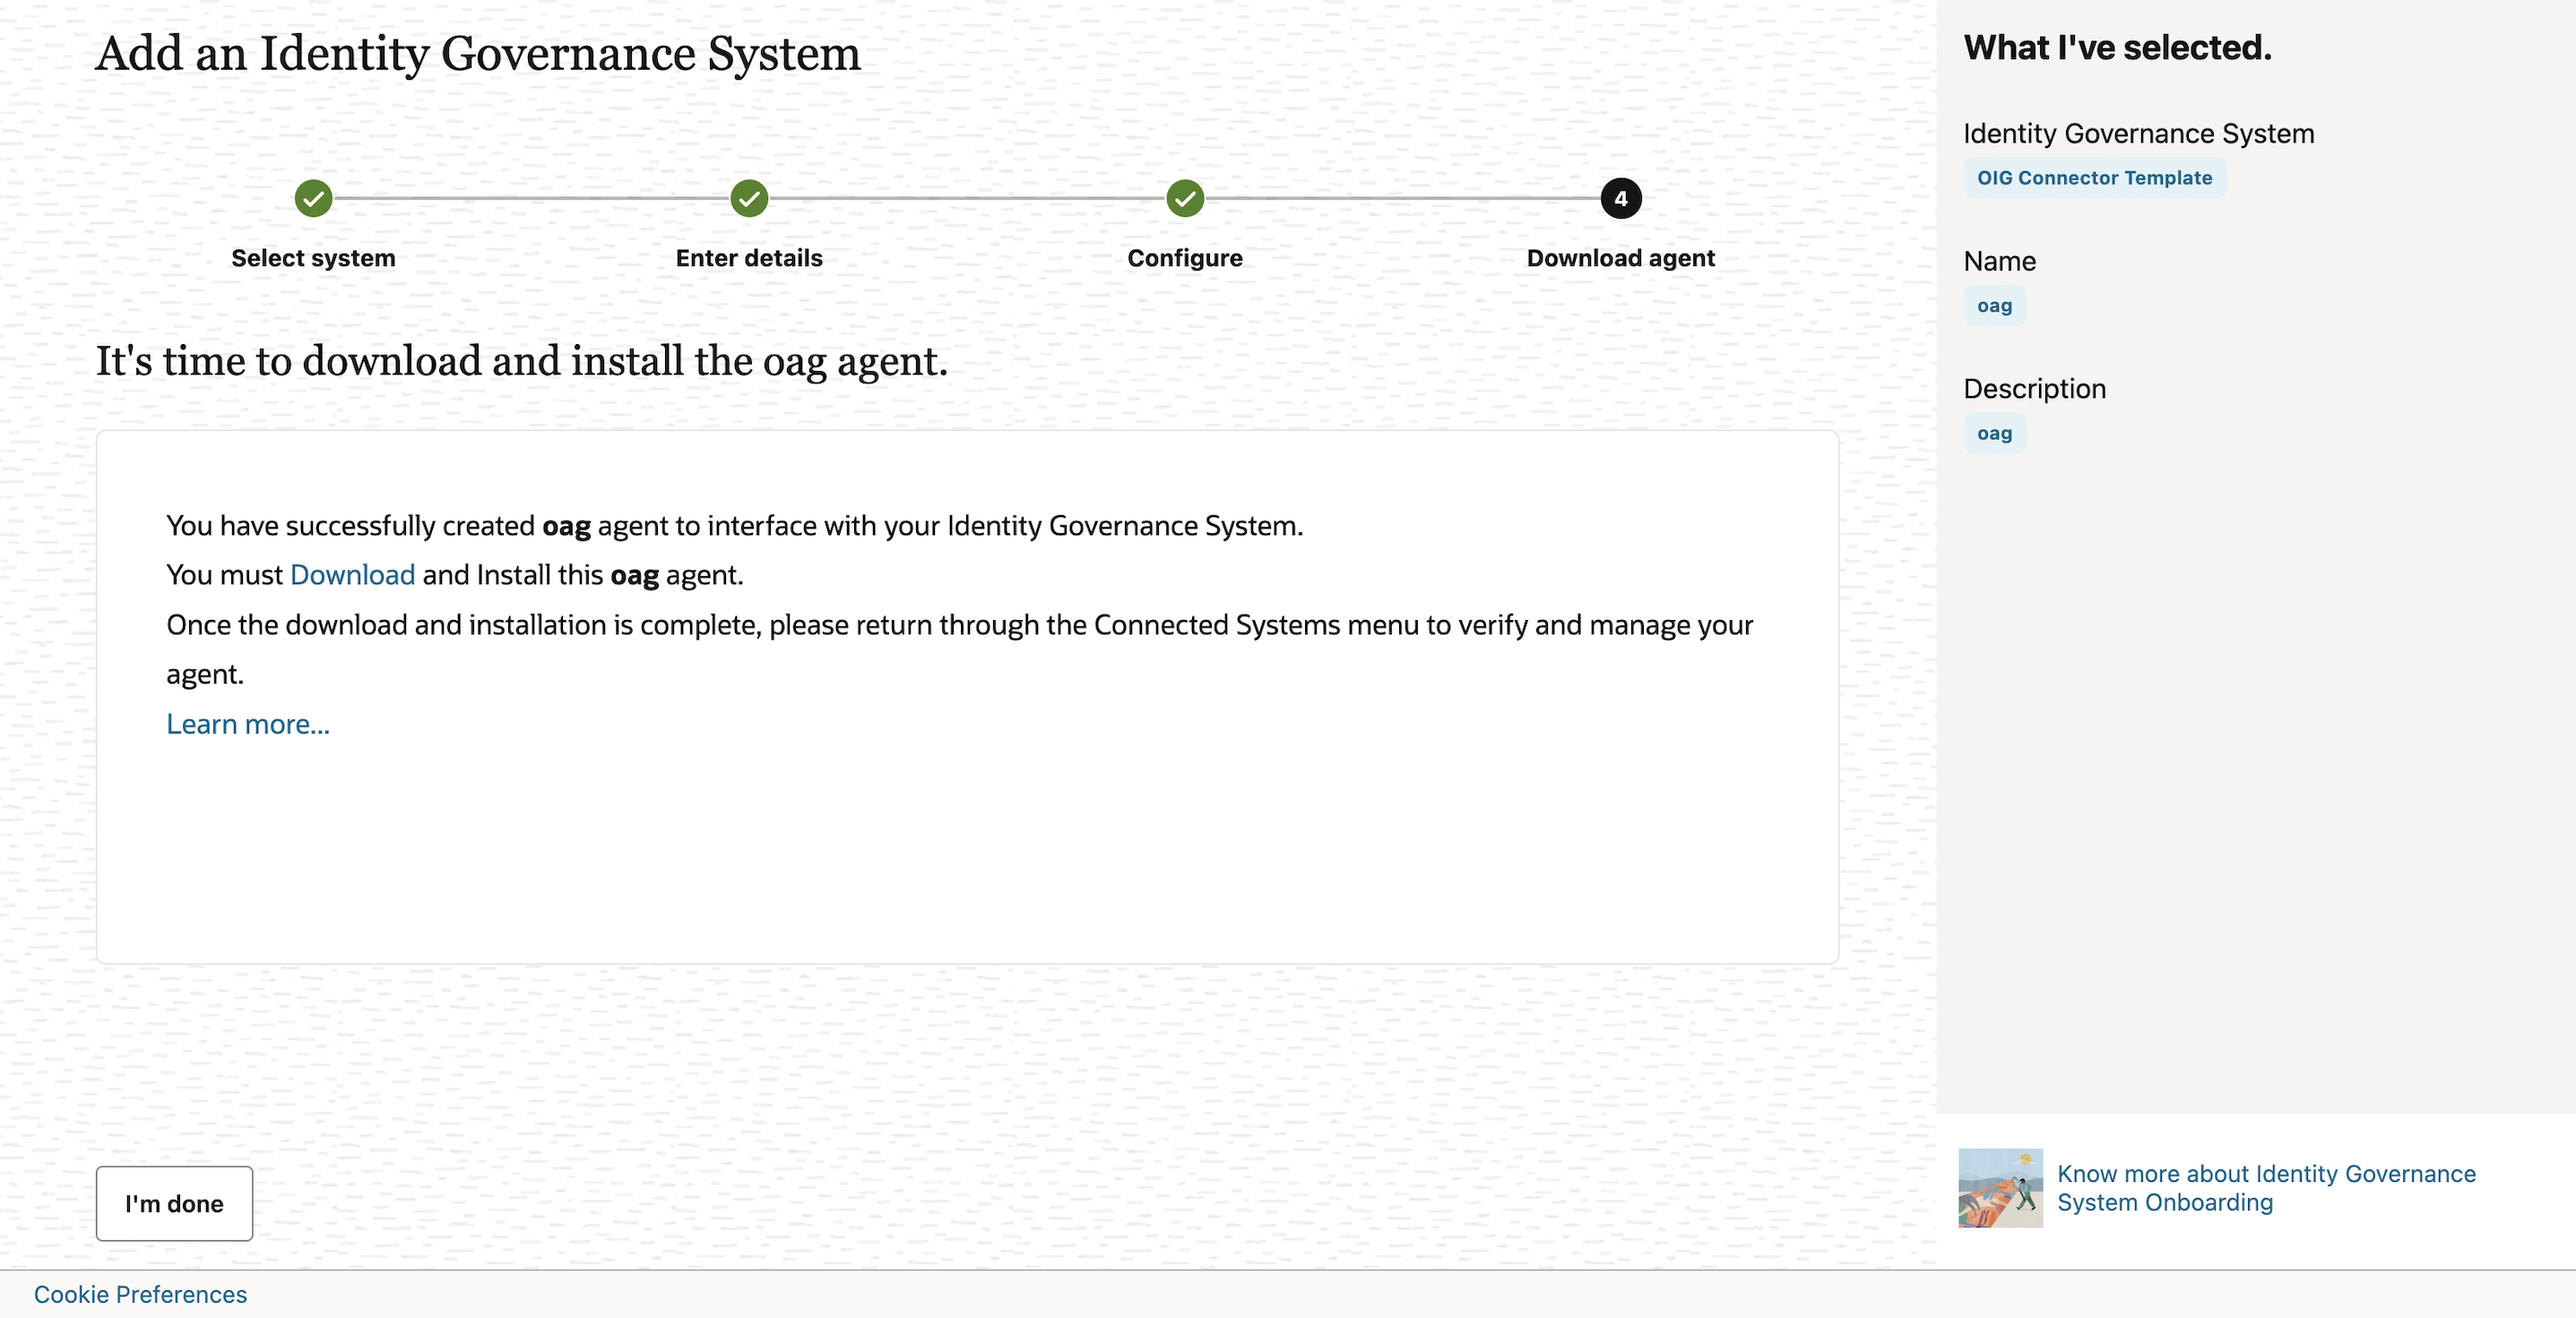 Add an Identity Governance System
Select system
Enter details
Configure
4
Download agent
It's time to download and install the oag agent.
You have successfully created oag agent to interface with your Identity Governance System.
You must Download and Install this oag agent.
Once the download and installation is complete, please return through the Connected Systems menu to verify and manage your
agent.
Learn more...
I'm done
Cookie Preferences
What I've selected.
Identity Governance System
OIG Connector Template
Name
oag
Description
oag
Know more about Identity Governance
System Onboarding